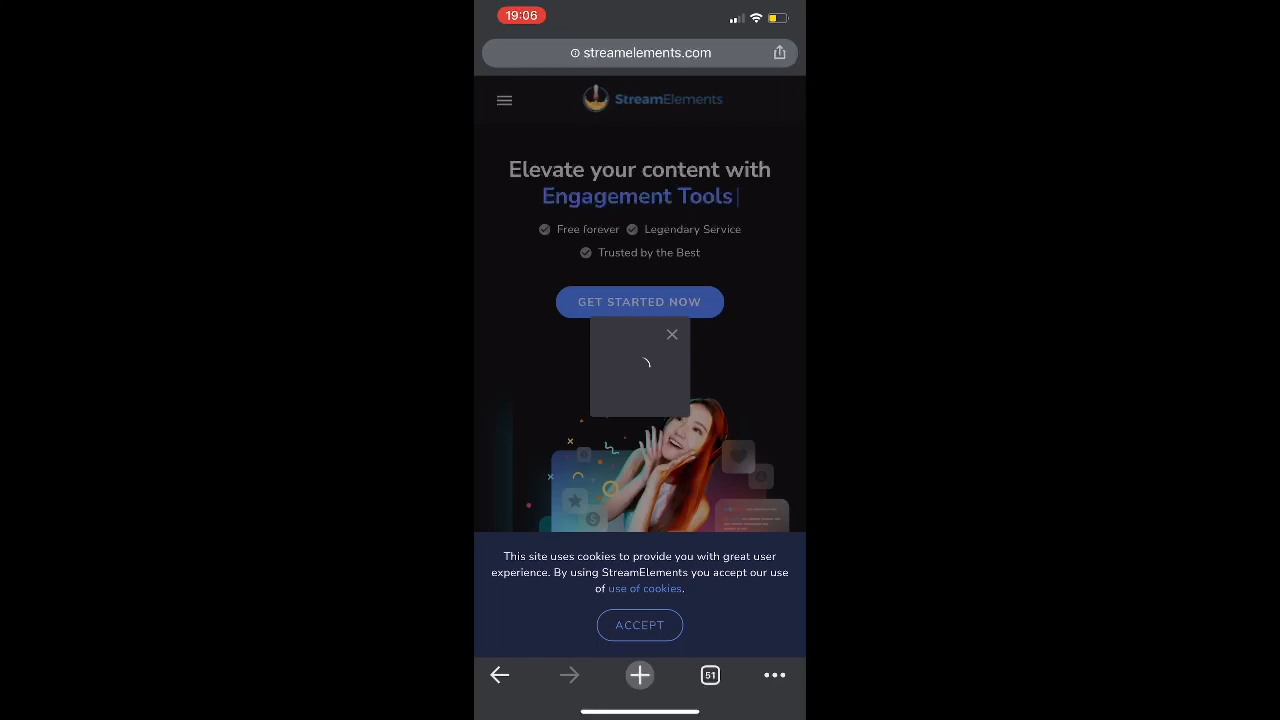 19:06
streamelements.com
StreamElements
Elevate your content with
Engagement Tools
Free forever Legendary Service
Trusted by the Best
GET STARTED NOW
This site uses cookies to provide you with great user
experience. By using StreamElements you accept our use
of use of cookies.
ACCEPT
51